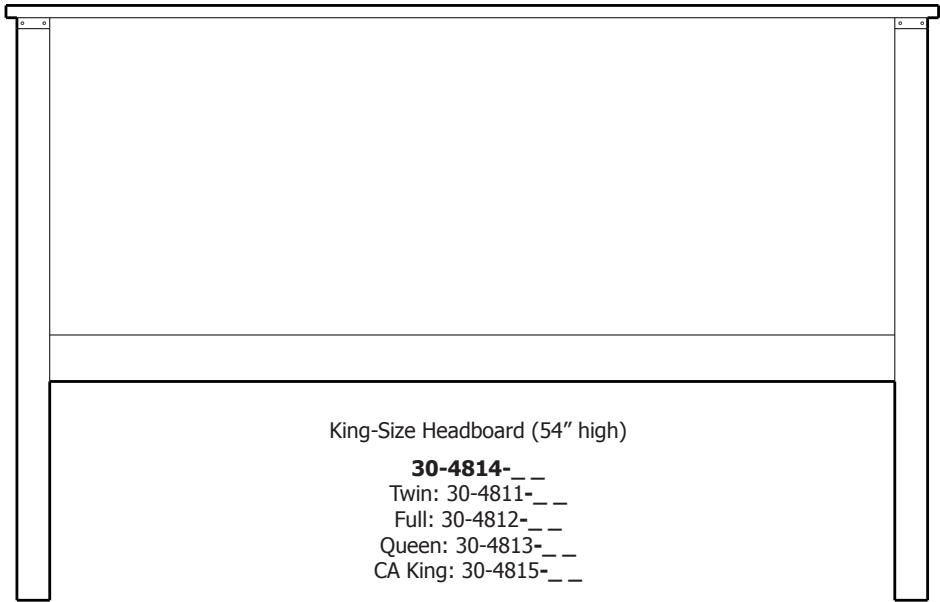 King-Size Headboard (54″ high)
30-4814-_ _
Twin: 30-4811-_ _
Full: 30-4812-_ _
Queen: 30-4813-_ _
CA King: 30-4815-_ _